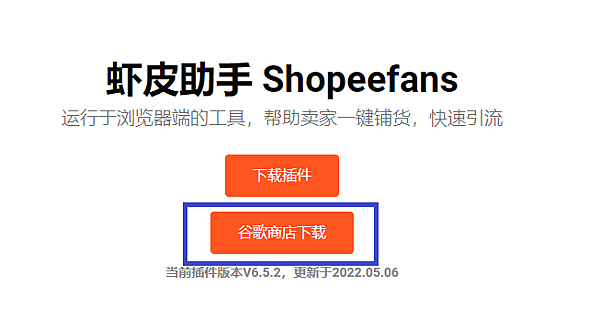 虾皮助手 Shopeefans
运行于浏览器端的工具，帮助卖家一键铺货，快速引流
下载插件
谷歌商店下载
当前插件版本V6.5.2，更新于2022.05.06